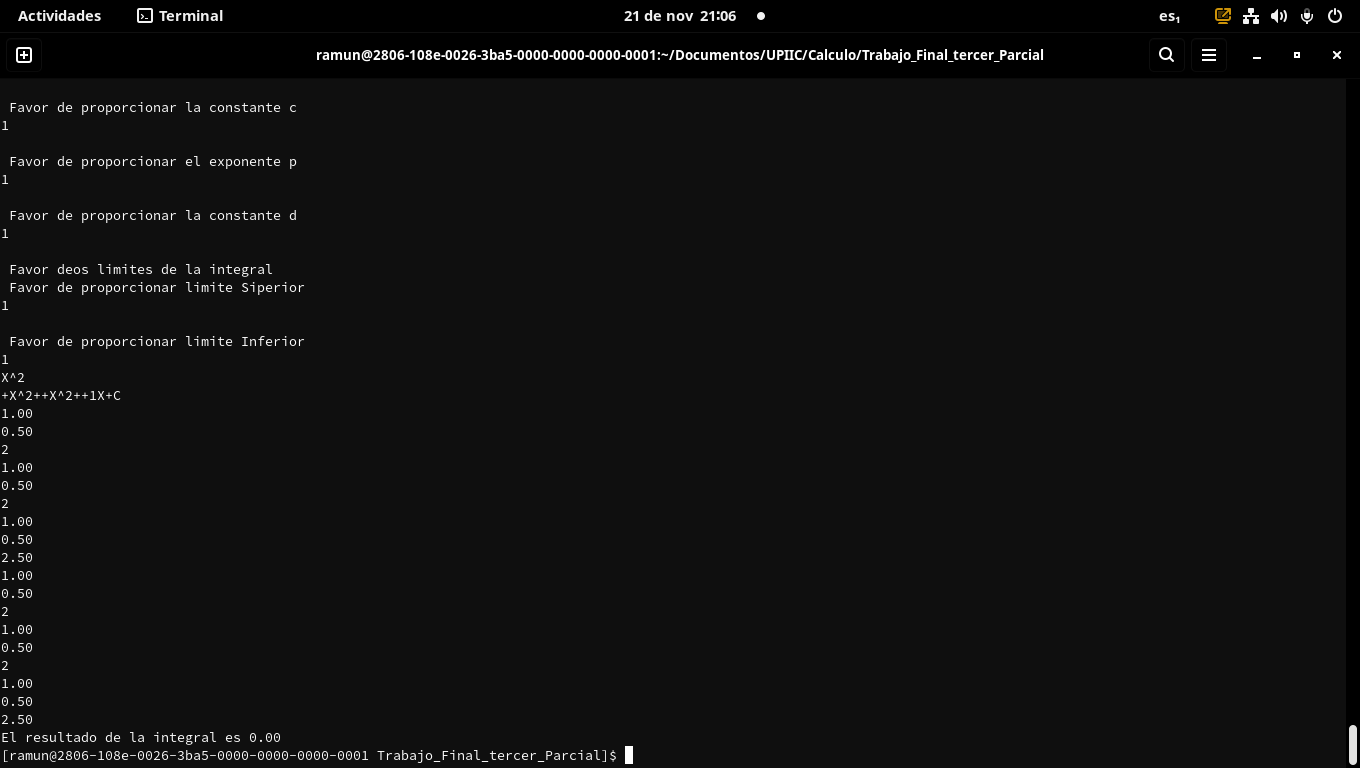 Actividades Terminal 21 de nov 21:06 es₁
ramun@2806-108e-0026-3ba5-0000-0000-0000-0001:~/Documentos/UPIIC/Calculo/Trabajo_Final_tercer_Parcial
Favor de proporcionar la constante c
1
Favor de proporcionar el exponente p
1
Favor de proporcionar la constante d
1
Favor deos limites de la integral
Favor de proporcionar limite Siperior
1
Favor de proporcionar limite Inferior
1
X^2
+X^2++X^2++1X+C
1.00
0.50
2
1.00
0.50
2
1.00
0.50
2.50
1.00
0.50
2
1.00
0.50
2
1.00
0.50
2.50
El resultado de la integral es 0.00
[ramun@2806-108e-0026-3ba5-0000-0000-0000-0001 Trabajo_Final_tercer_Parcial]$